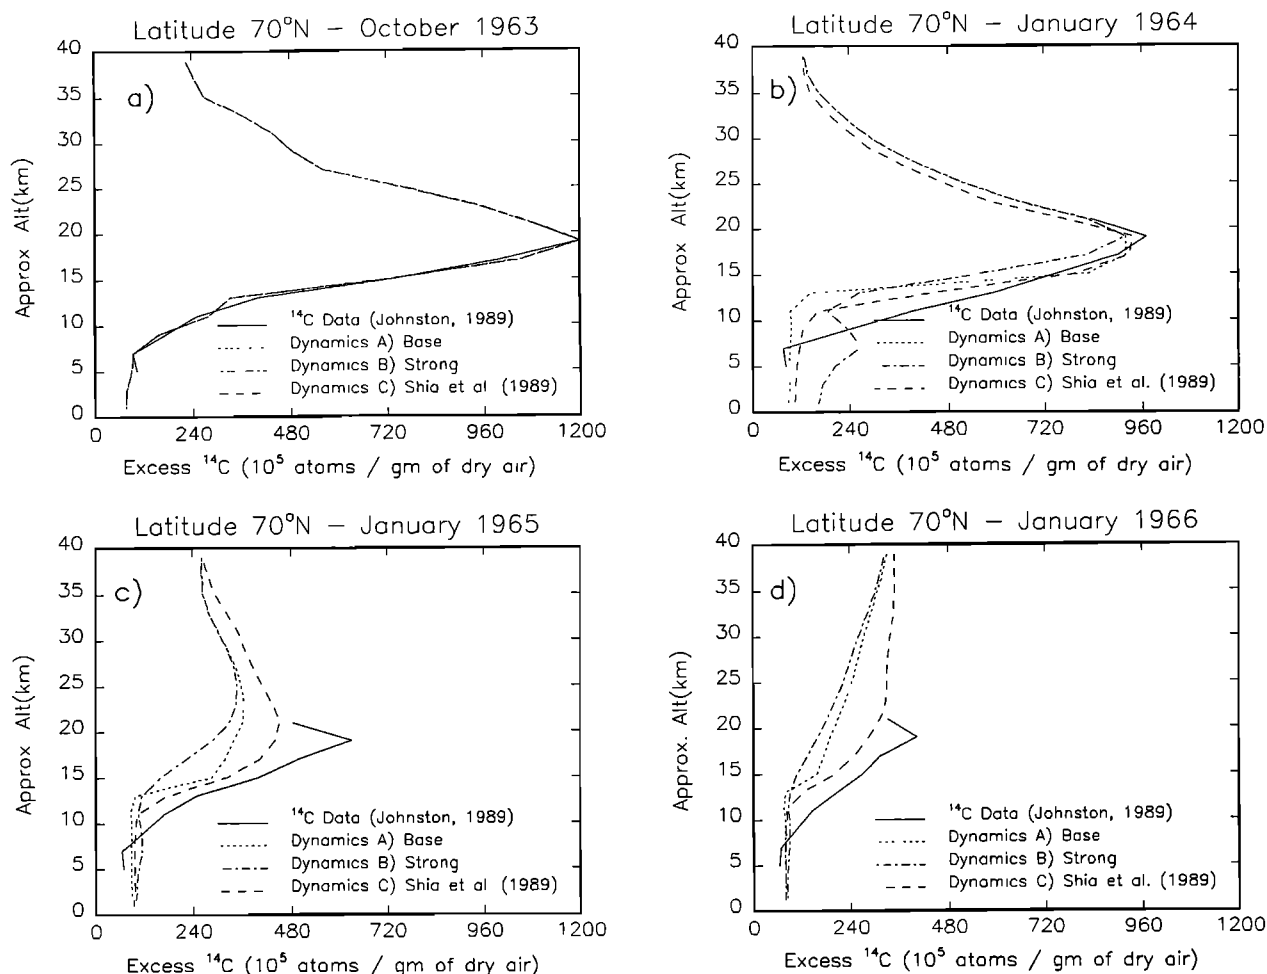 Latitude 70°N – October 1963
40
35
30
25
20
15
10
5
0
Approx Alt(km)
a)
¹⁴C Data (Johnston, 1989)
Dynamics A) Base
Dynamics B) Strong
Dynamics C) Shia et al (1989)
0 240 480 720 960 1200
Excess ¹⁴C (10⁵ atoms / gm of dry air)
Latitude 70°N – January 1964
40
35
30
25
20
15
10
5
0
Approx Alt(km)
b)
¹⁴C Data (Johnston, 1989)
Dynamics A) Base
Dynamics B) Strong
Dynamics C) Shia et al. (1989)
0 240 480 720 960 1200
Excess ¹⁴C (10⁵ atoms / gm of dry air)
Latitude 70°N – January 1965
40
35
30
25
20
15
10
5
0
Approx Alt(km)
c)
¹⁴C Data (Johnston, 1989)
Dynamics A) Base
Dynamics B) Strong
Dynamics C) Shia et al (1989)
0 240 480 720 960 1200
Excess ¹⁴C (10⁵ atoms / gm of dry air)
Latitude 70°N – January 1966
40
35
30
25
20
15
10
5
0
Approx. Alt(km)
d)
¹⁴C Data (Johnston, 1989)
Dynamics A) Base
Dynamics B) Strong
Dynamics C) Shia et al. (1989)
0 240 480 720 960 1200
Excess ¹⁴C (10⁵ atoms / gm of dry air)